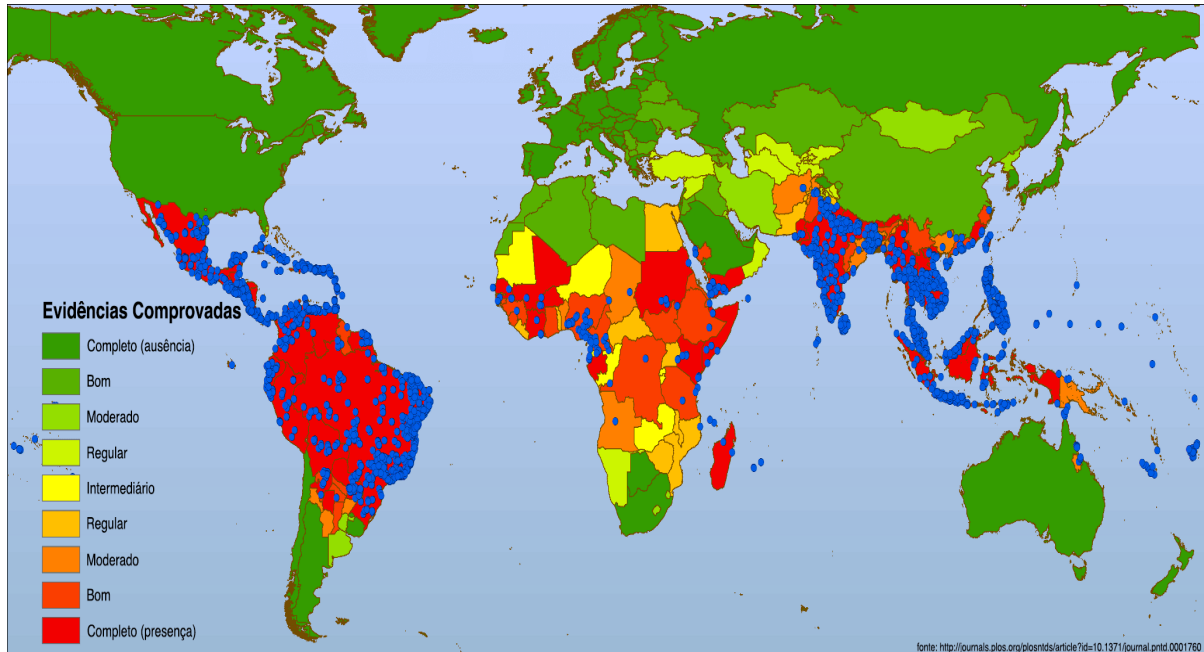 Evidências Comprovadas
Completo (ausência)
Bom
Moderado
Regular
Intermediário
Regular
Moderado
Bom
Completo (presença)
fonte: http://journals.plos.org/plosntds/article?id=10.1371/journal.pntd.0001760